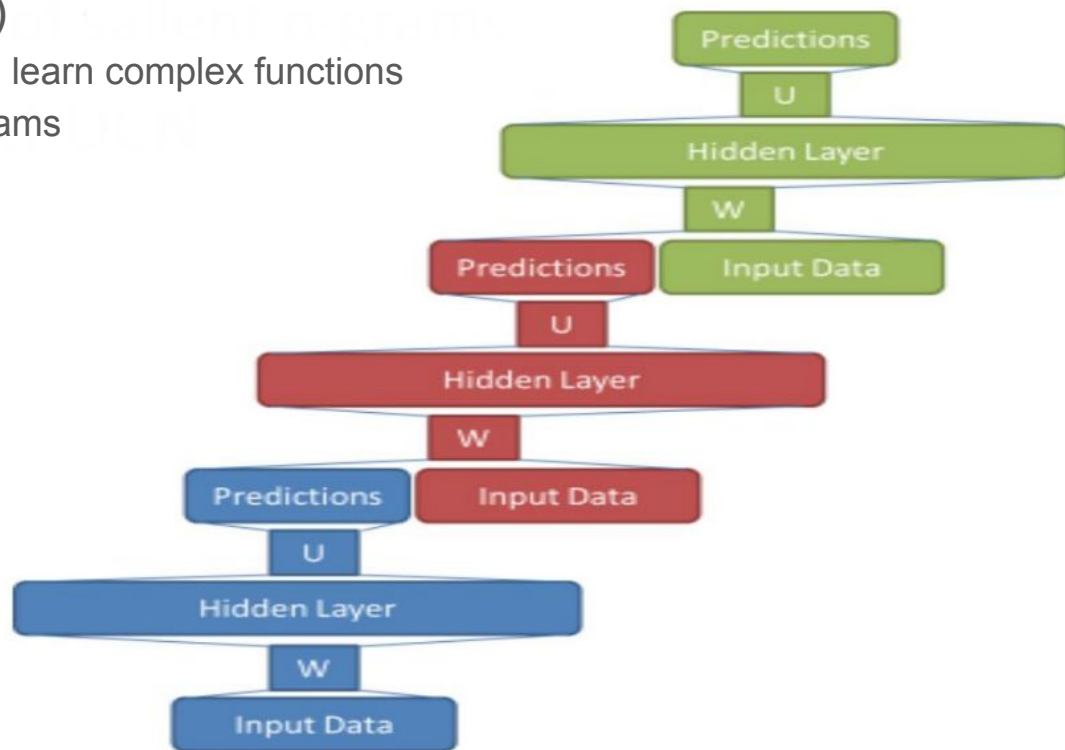 )
learn complex functions
ams
Predictions
U
Hidden Layer
W
Predictions Input Data
U
Hidden Layer
W
Predictions Input Data
U
Hidden Layer
W
Input Data